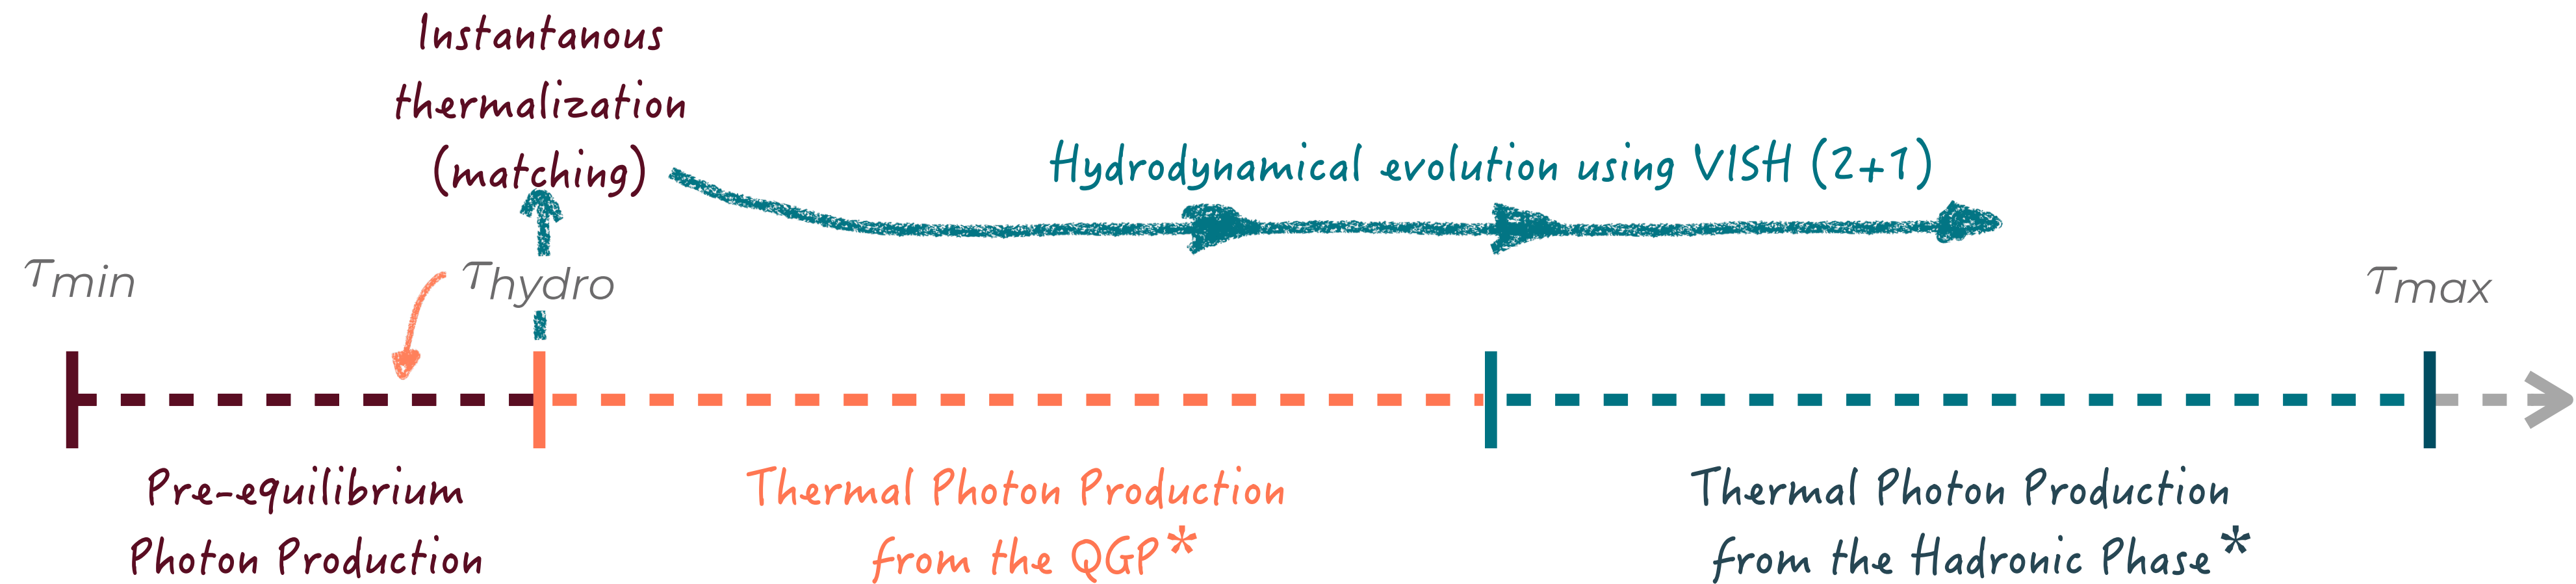 Instantanous
thermalization
(matching)
Hydrodynamical evolution using VISH (2+1)
τmin
τhydro
τmax
Pre-equilibrium
Photon Production
Thermal Photon Production
from the QGP*
Thermal Photon Production
from the Hadronic Phase*